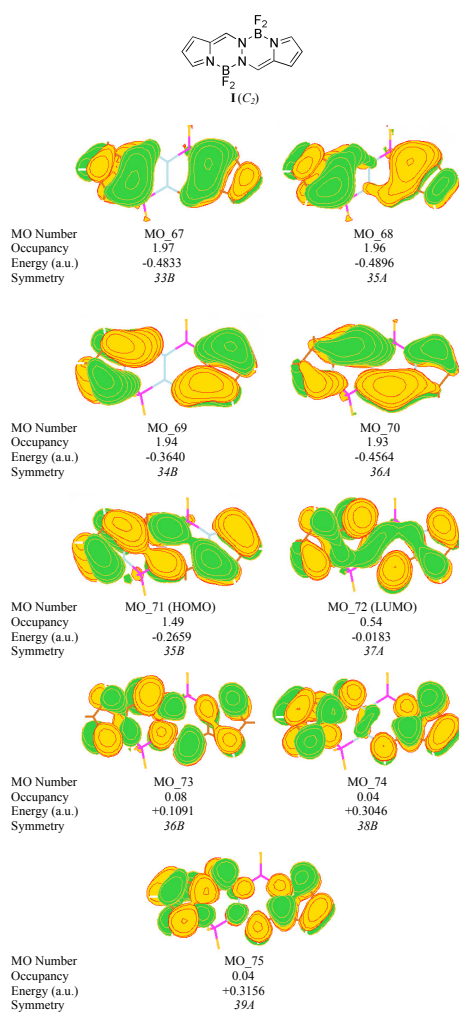 F2
B
N N
N N
B
F2
I (C2)
MO Number MO_67 MO_68
Occupancy 1.97 1.96
Energy (a.u.) -0.4833 -0.4896
Symmetry 33B 35A
MO Number MO_69 MO_70
Occupancy 1.94 1.93
Energy (a.u.) -0.3640 -0.4564
Symmetry 34B 36A
MO Number MO_71 (HOMO) MO_72 (LUMO)
Occupancy 1.49 0.54
Energy (a.u.) -0.2659 -0.0183
Symmetry 35B 37A
MO Number MO_73 MO_74
Occupancy 0.08 0.04
Energy (a.u.) +0.1091 +0.3046
Symmetry 36B 38B
MO Number MO_75
Occupancy 0.04
Energy (a.u.) +0.3156
Symmetry 39A